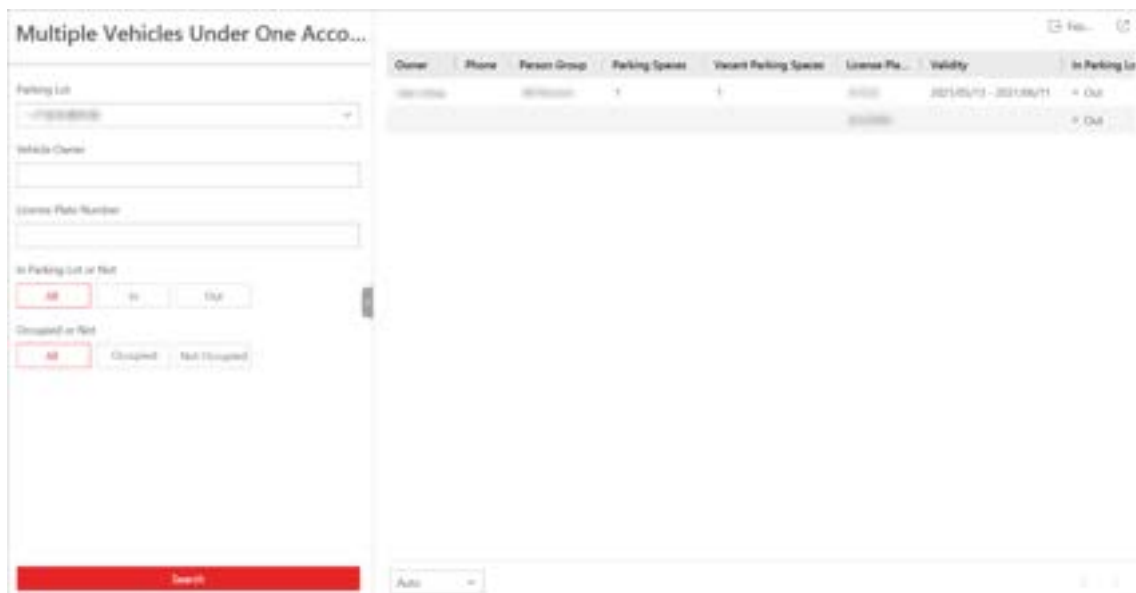 Multiple Vehicles Under One Acco...
Parking Lot
Vehicle Owner
License Plate Number
In Parking Lot or Not
All In Out
Occupied or Not
All Occupied Not Occupied
Search
Owner Phone Person Group Parking Spaces Vacant Parking Spaces License Pla... Validity In Parking Lo
1 1 2021/05/13 - 2021/06/11 Out
Out
Auto